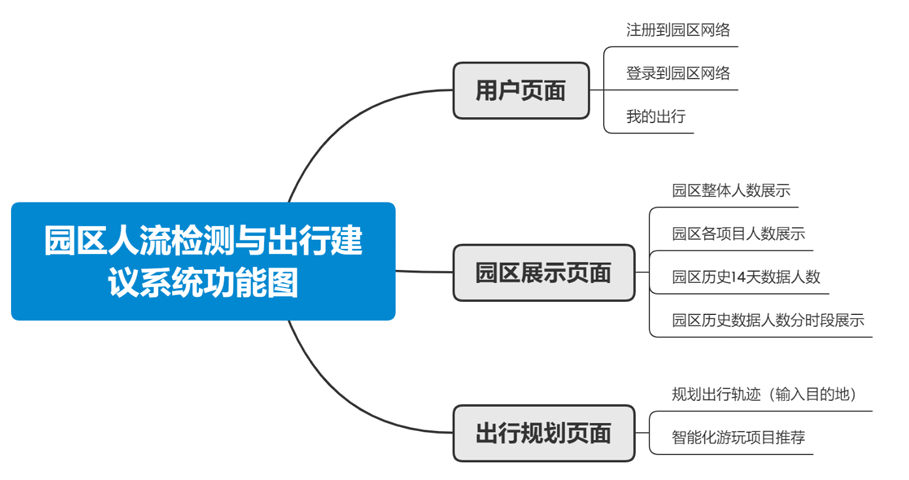 园区人流检测与出行建
议系统功能图
用户页面
注册到园区网络
登录到园区网络
我的出行
园区展示页面
园区整体人数展示
园区各项目人数展示
园区历史14天数据人数
园区历史数据人数分时段展示
出行规划页面
规划出行轨迹（输入目的地）
智能化游玩项目推荐